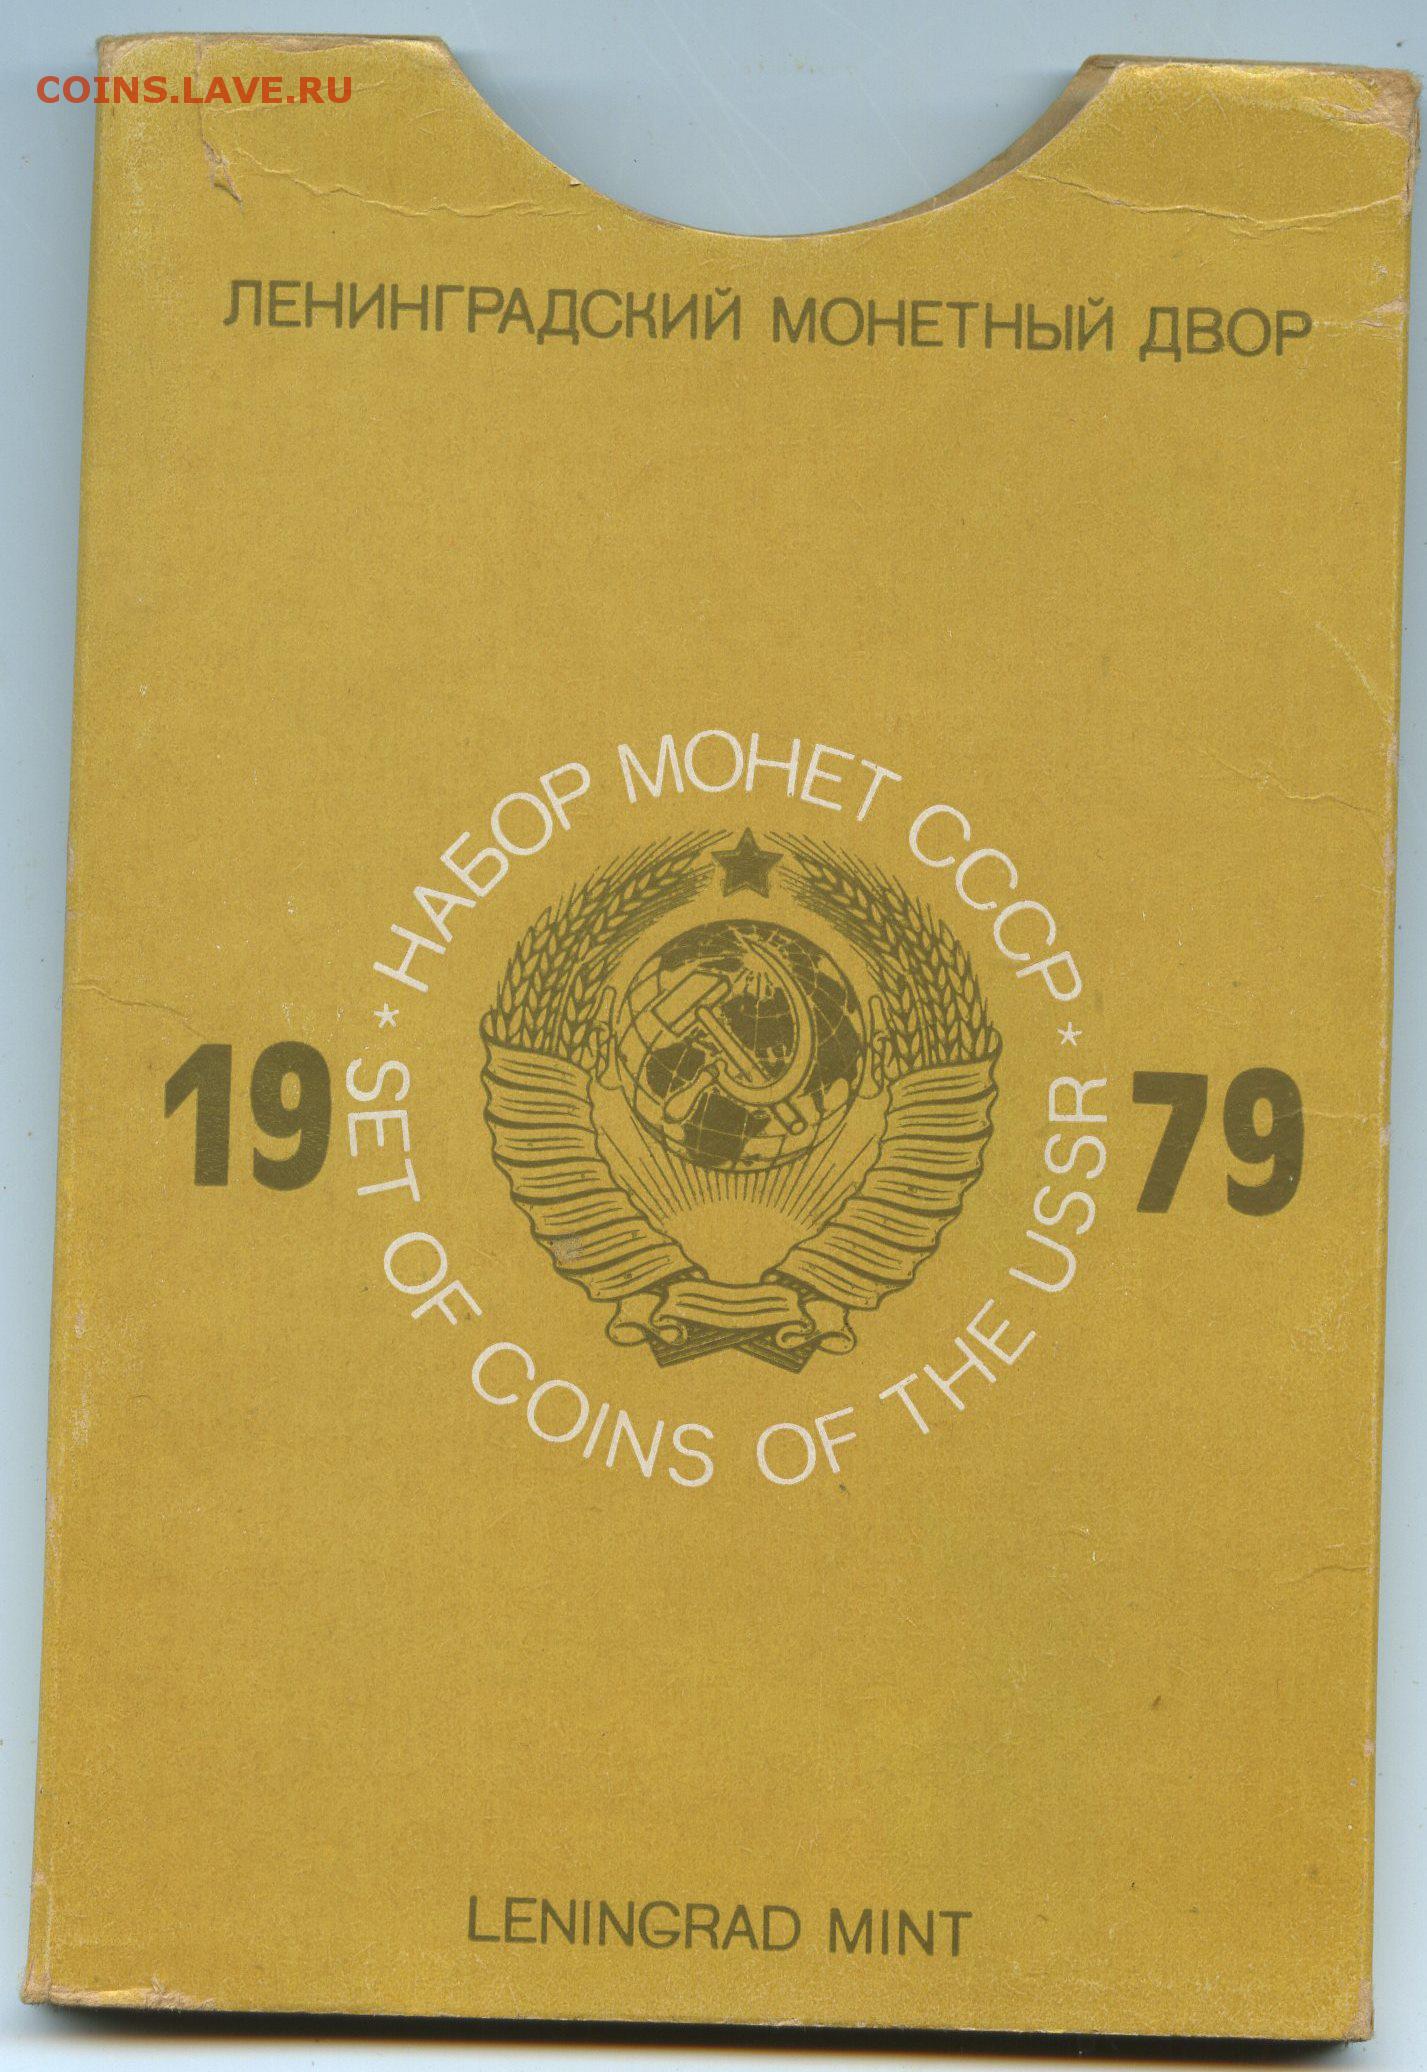 COINS.LAVE.RU
ЛЕНИНГРАДСКИЙ МОНЕТНЫЙ ДВОР
* НАБОР МОНЕТ СССР *
19 79
SET OF COINS OF THE USSR
LENINGRAD MINT